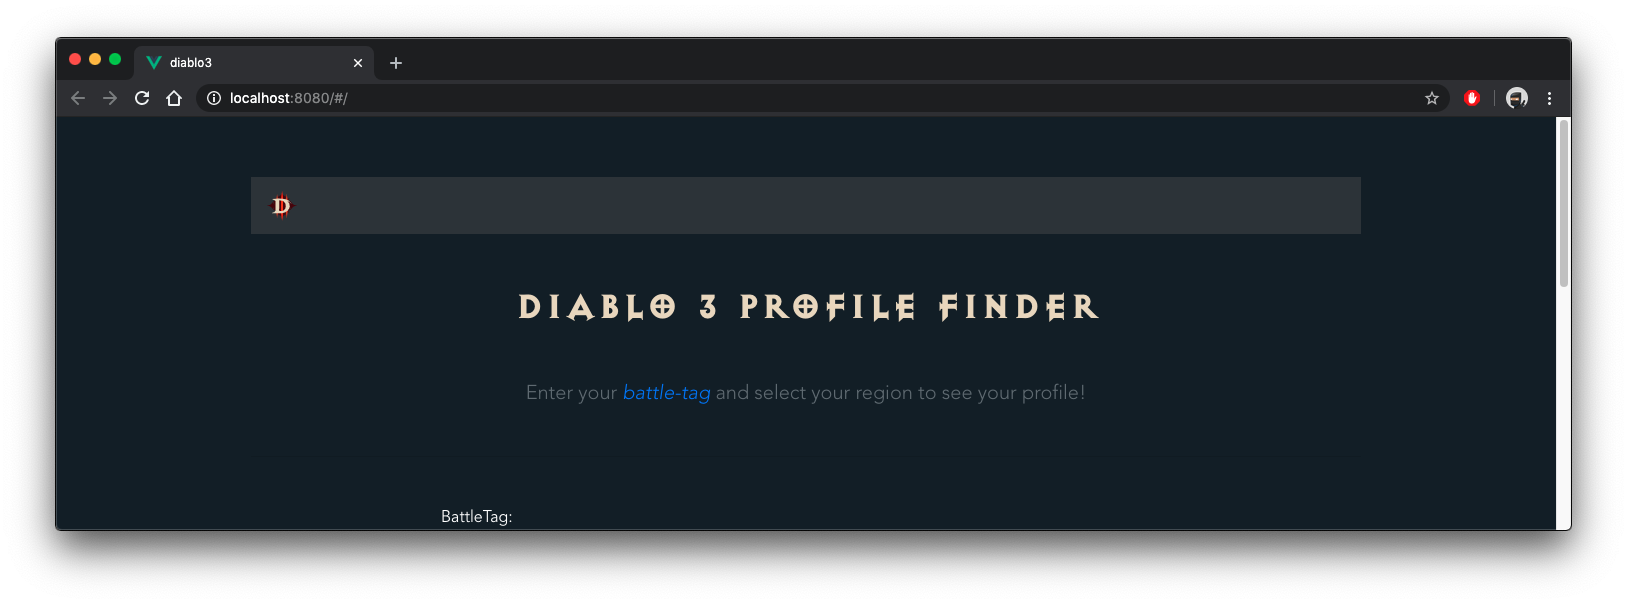 diablo3
localhost:8080/#/
D
DIABLO 3 PROFILE FINDER
Enter your battle-tag and select your region to see your profile!
BattleTag: